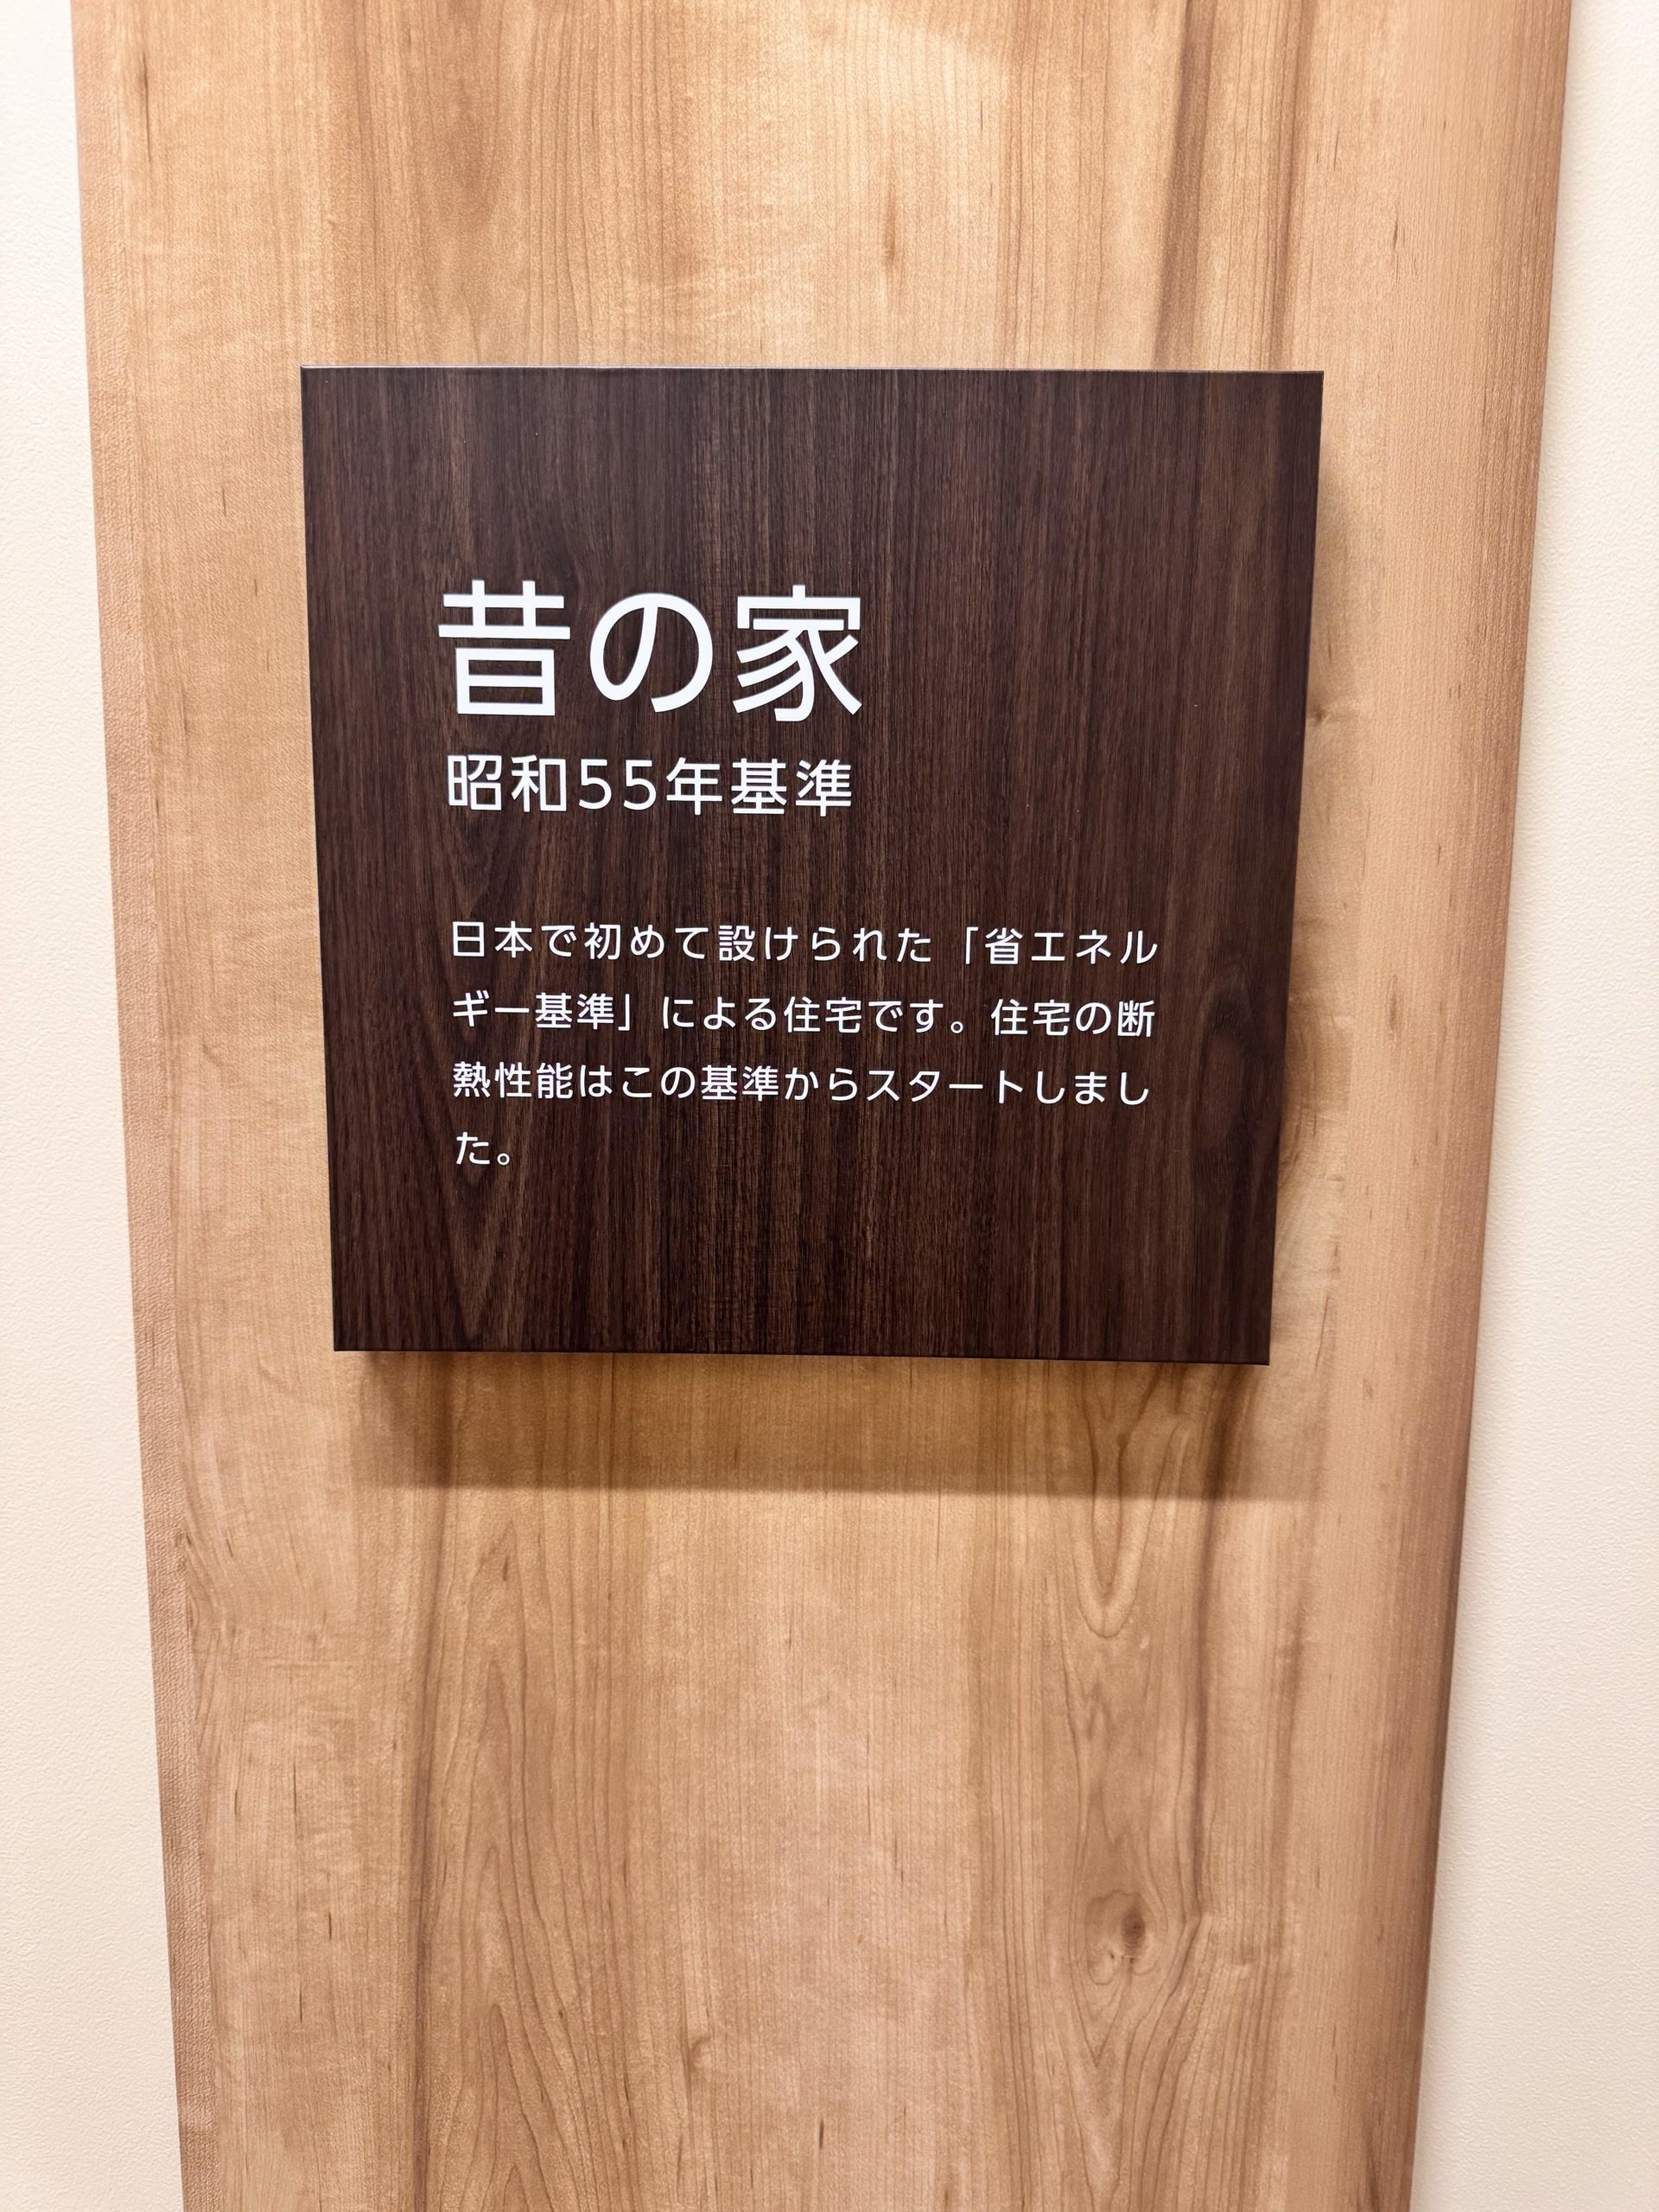 昔の家
昭和55年基準
日本で初めて設けられた「省エネル
ギー基準」による住宅です。住宅の断
熱性能はこの基準からスタートしまし
た。